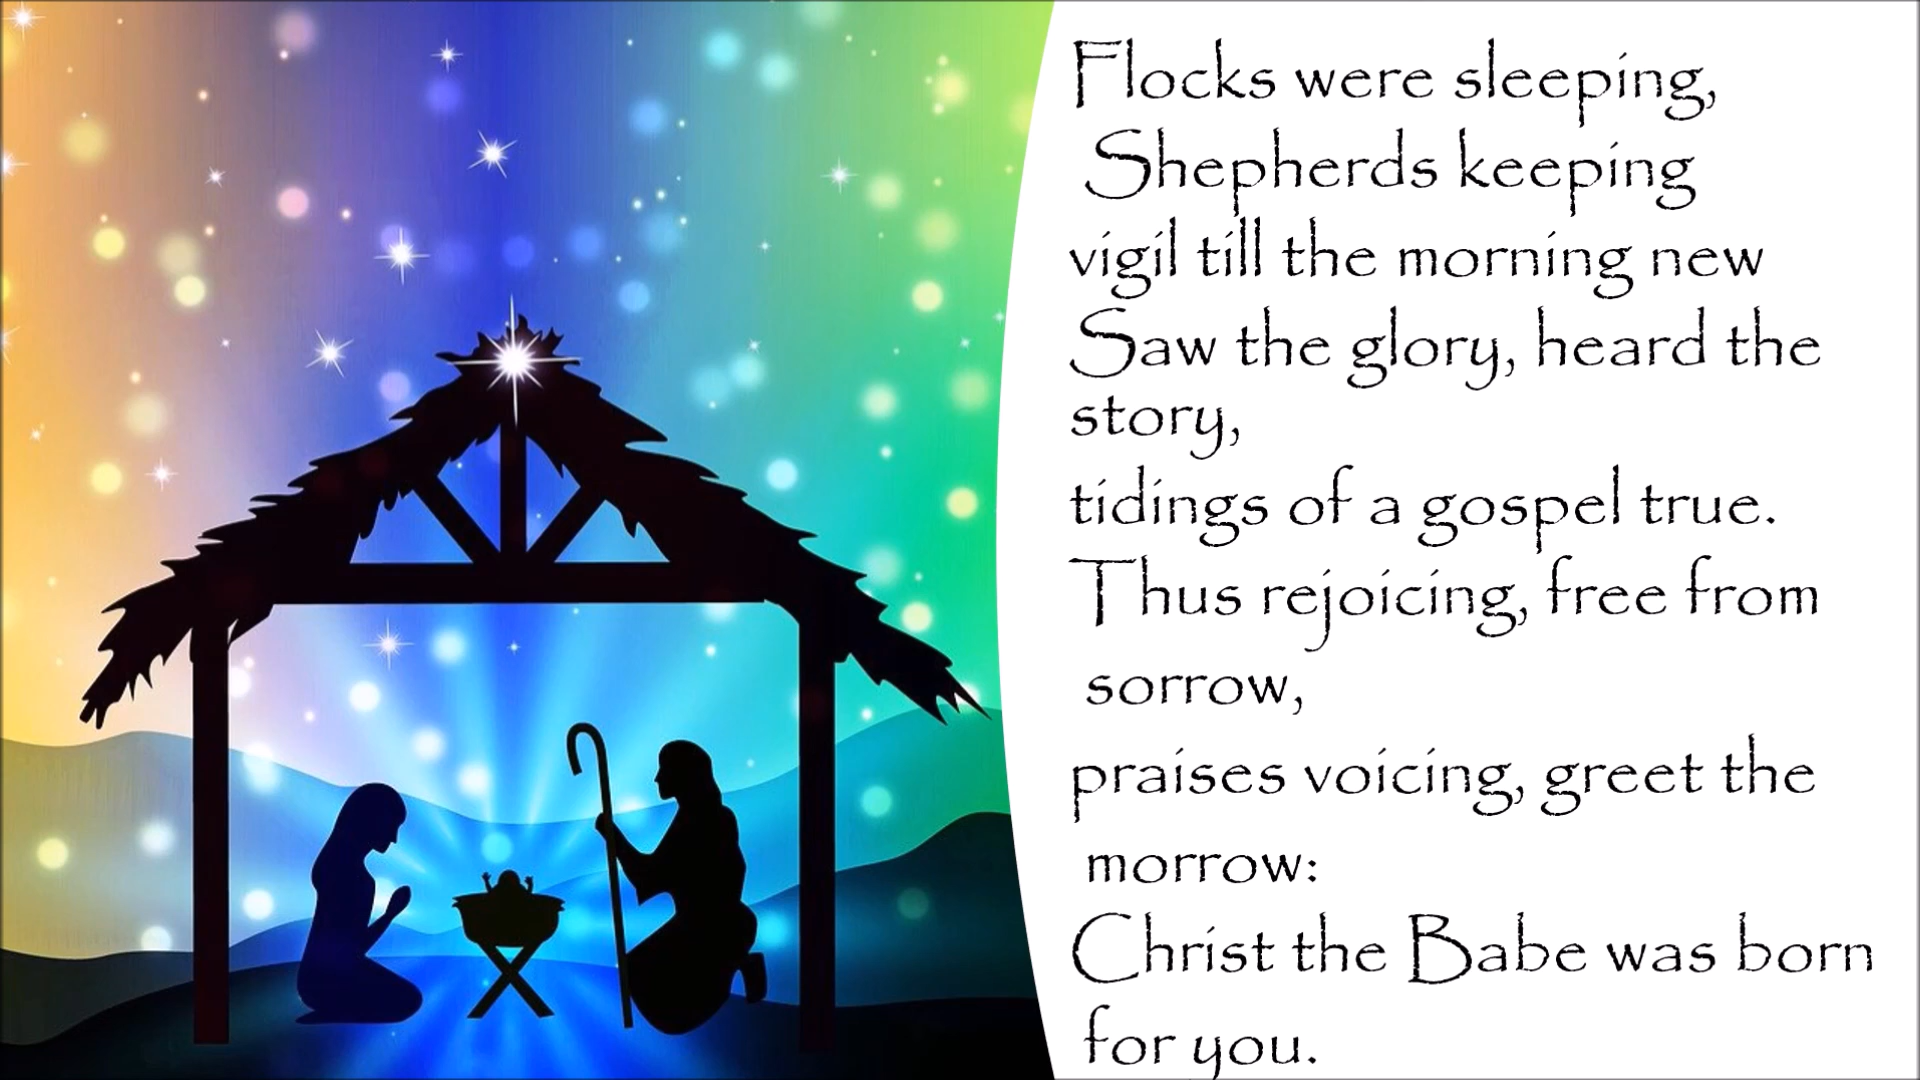 Flocks were sleeping,
Shepherds keeping
vigil till the morning new
Saw the glory, heard the
story,
tidings of a gospel true.
Thus rejoicing, free from
sorrow,
praises voicing, greet the
morrow:
Christ the Babe was born
for you.